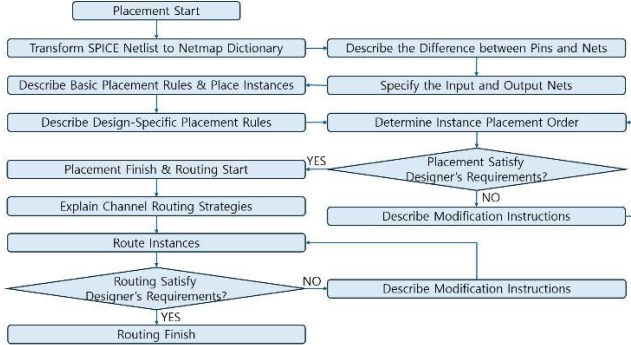 Placement Start
Transform SPICE Netlist to Netmap Dictionary
Describe the Difference between Pins and Nets
Describe Basic Placement Rules & Place Instances
Specify the Input and Output Nets
Describe Design-Specific Placement Rules
Determine Instance Placement Order
Placement Finish & Routing Start
YES
Placement Satisfy
Designer's Requirements?
NO
Explain Channel Routing Strategies
Describe Modification Instructions
Route Instances
Routing Satisfy
Designer's Requirements?
NO
Describe Modification Instructions
YES
Routing Finish